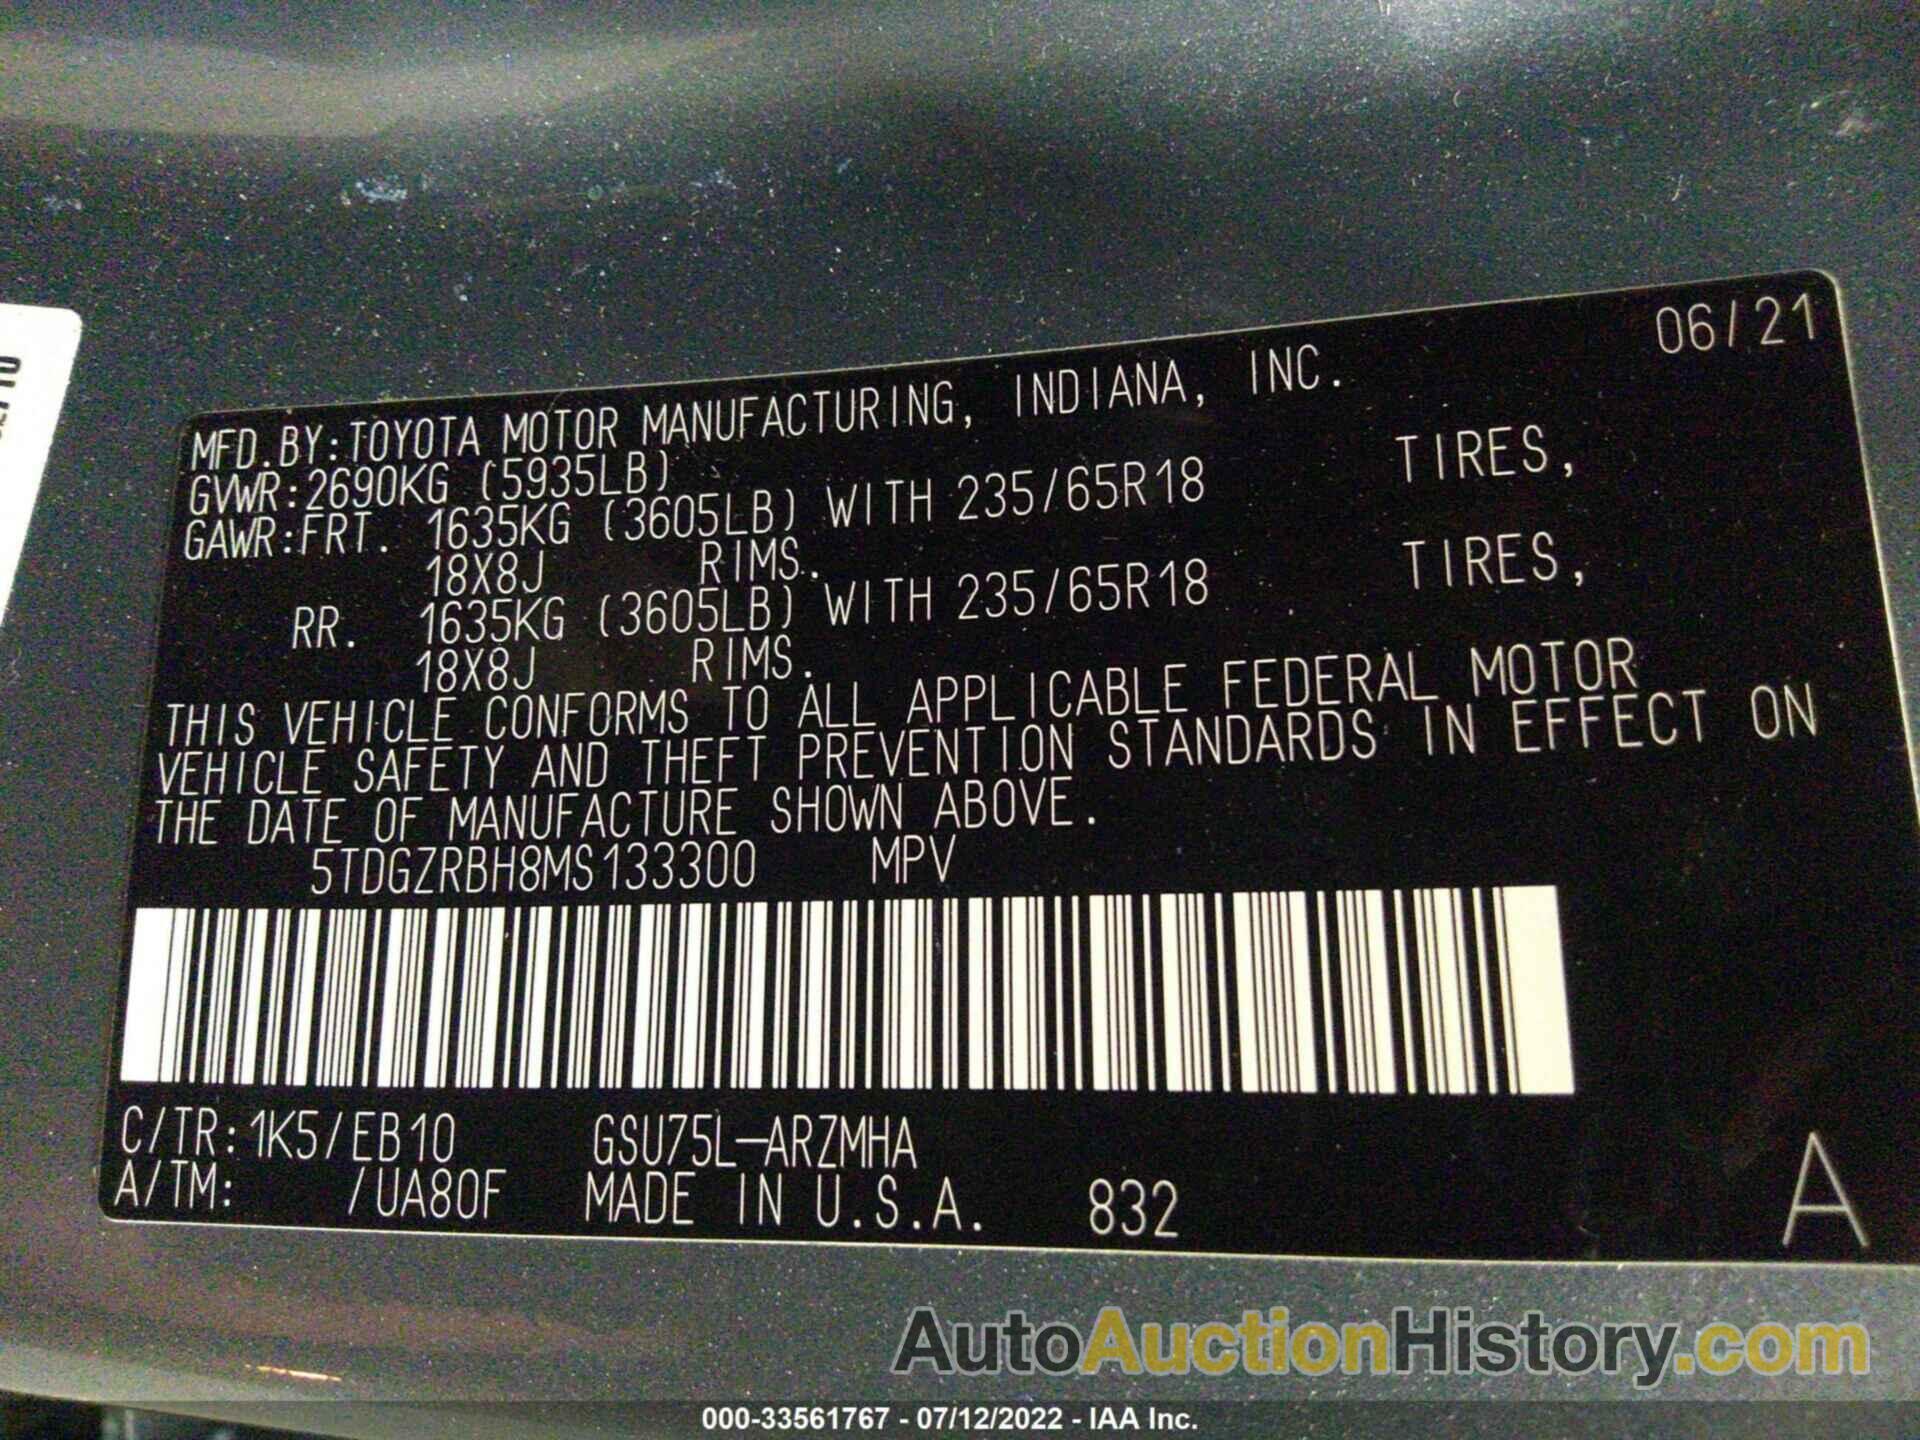 06/21
MFD.BY:TOYOTA MOTOR MANUFACTURING, INDIANA, INC.
GVWR:2690KG (5935LB)
GAWR:FRT. 1635KG (3605LB) WITH 235/65R18 TIRES,
18X8J RIMS.
RR. 1635KG (3605LB) WITH 235/65R18 TIRES,
18X8J RIMS.
THIS VEHICLE CONFORMS TO ALL APPLICABLE FEDERAL MOTOR
VEHICLE SAFETY AND THEFT PREVENTION STANDARDS IN EFFECT ON
THE DATE OF MANUFACTURE SHOWN ABOVE.
5TDGZRBH8MS133300 MPV
C/TR:1K5/EB10 GSU75L-ARZMHA
A/TM: /UA80F MADE IN U.S.A. 832
A
AutoAuctionHistory.com
000-33561767 - 07/12/2022 - IAA Inc.